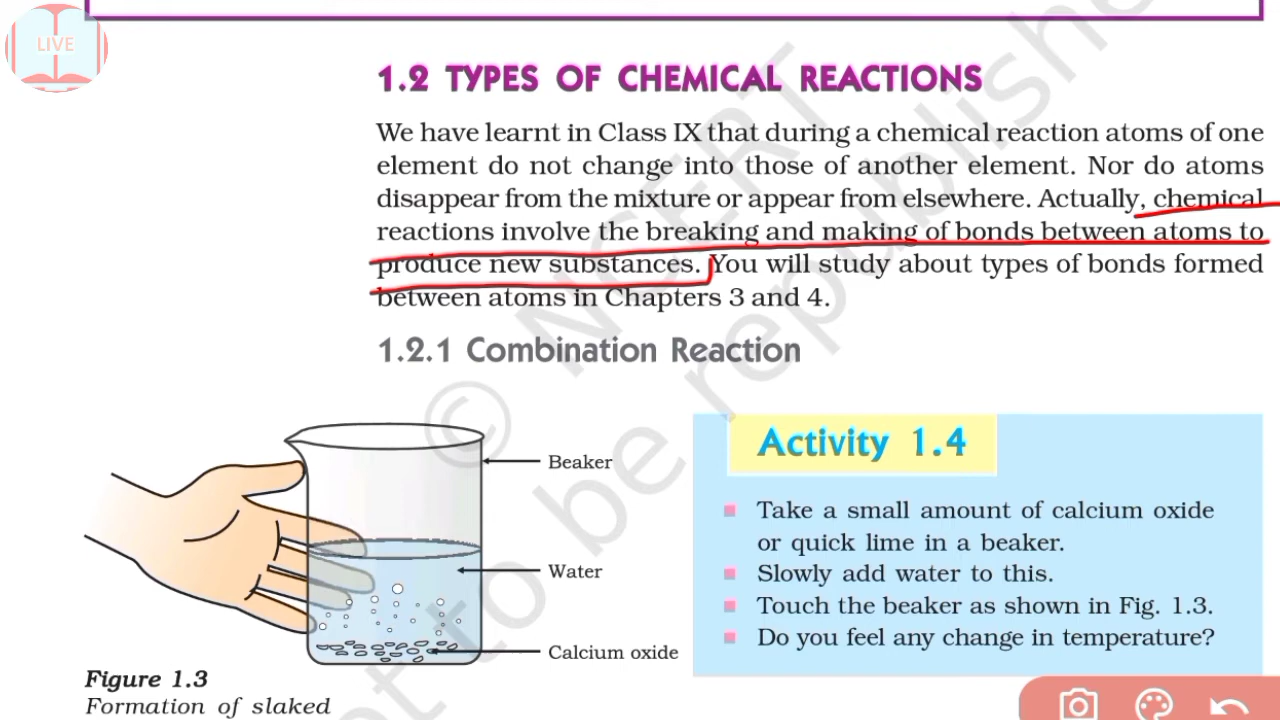 LIVE
1.2 TYPES OF CHEMICAL REACTIONS
We have learnt in Class IX that during a chemical reaction atoms of one
element do not change into those of another element. Nor do atoms
disappear from the mixture or appear from elsewhere. Actually, chemical
reactions involve the breaking and making of bonds between atoms to
produce new substances. You will study about types of bonds formed
between atoms in Chapters 3 and 4.
1.2.1 Combination Reaction
Beaker
Water
Calcium oxide
Figure 1.3
Formation of slaked
Activity 1.4
Take a small amount of calcium oxide
or quick lime in a beaker.
Slowly add water to this.
Touch the beaker as shown in Fig. 1.3.
Do you feel any change in temperature?
© NCERT
not to be republished